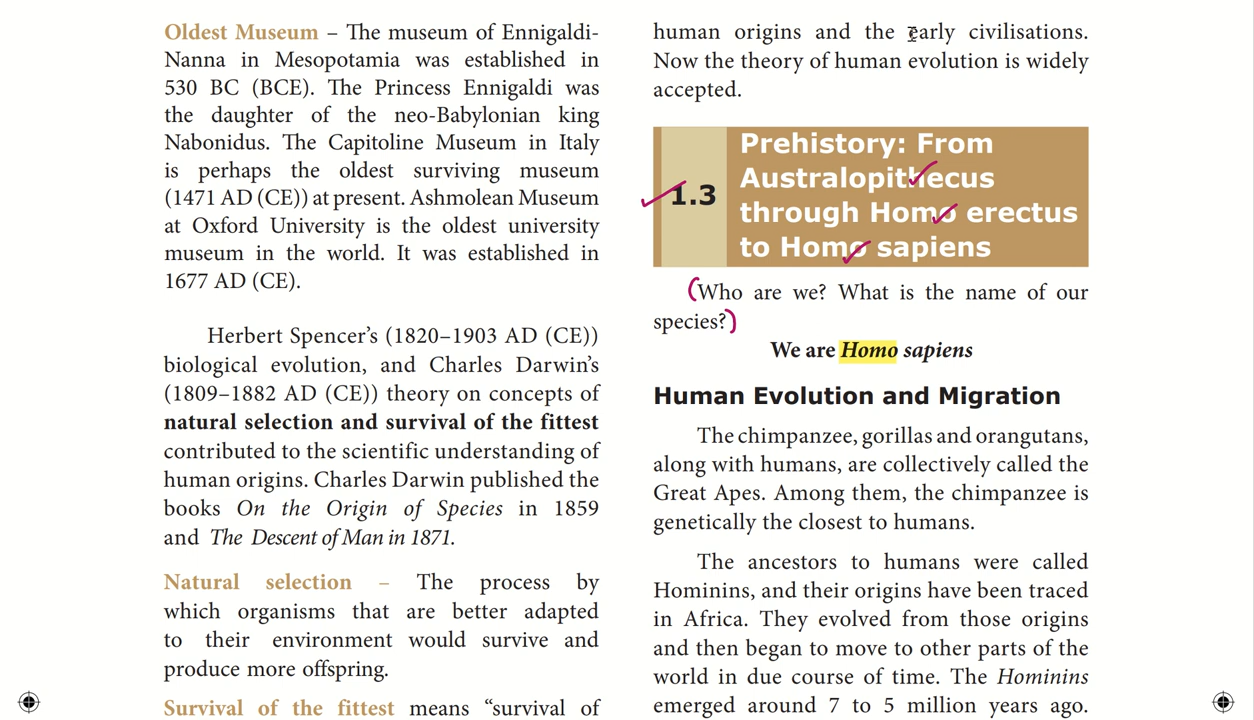 Oldest Museum – The museum of Ennigaldi-
Nanna in Mesopotamia was established in
530 BC (BCE). The Princess Ennigaldi was
the daughter of the neo-Babylonian king
Nabonidus. The Capitoline Museum in Italy
is perhaps the oldest surviving museum
(1471 AD (CE)) at present. Ashmolean Museum
at Oxford University is the oldest university
museum in the world. It was established in
1677 AD (CE).
Herbert Spencer’s (1820–1903 AD (CE))
biological evolution, and Charles Darwin’s
(1809–1882 AD (CE)) theory on concepts of
natural selection and survival of the fittest
contributed to the scientific understanding of
human origins. Charles Darwin published the
books On the Origin of Species in 1859
and The Descent of Man in 1871.
Natural selection – The process by
which organisms that are better adapted
to their environment would survive and
produce more offspring.
Survival of the fittest means “survival of
human origins and the early civilisations.
Now the theory of human evolution is widely
accepted.
1.3
Prehistory: From
Australopithecus
through Homo erectus
to Homo sapiens
(Who are we? What is the name of our
species?)
We are Homo sapiens
Human Evolution and Migration
The chimpanzee, gorillas and orangutans,
along with humans, are collectively called the
Great Apes. Among them, the chimpanzee is
genetically the closest to humans.
The ancestors to humans were called
Hominins, and their origins have been traced
in Africa. They evolved from those origins
and then began to move to other parts of the
world in due course of time. The Hominins
emerged around 7 to 5 million years ago.